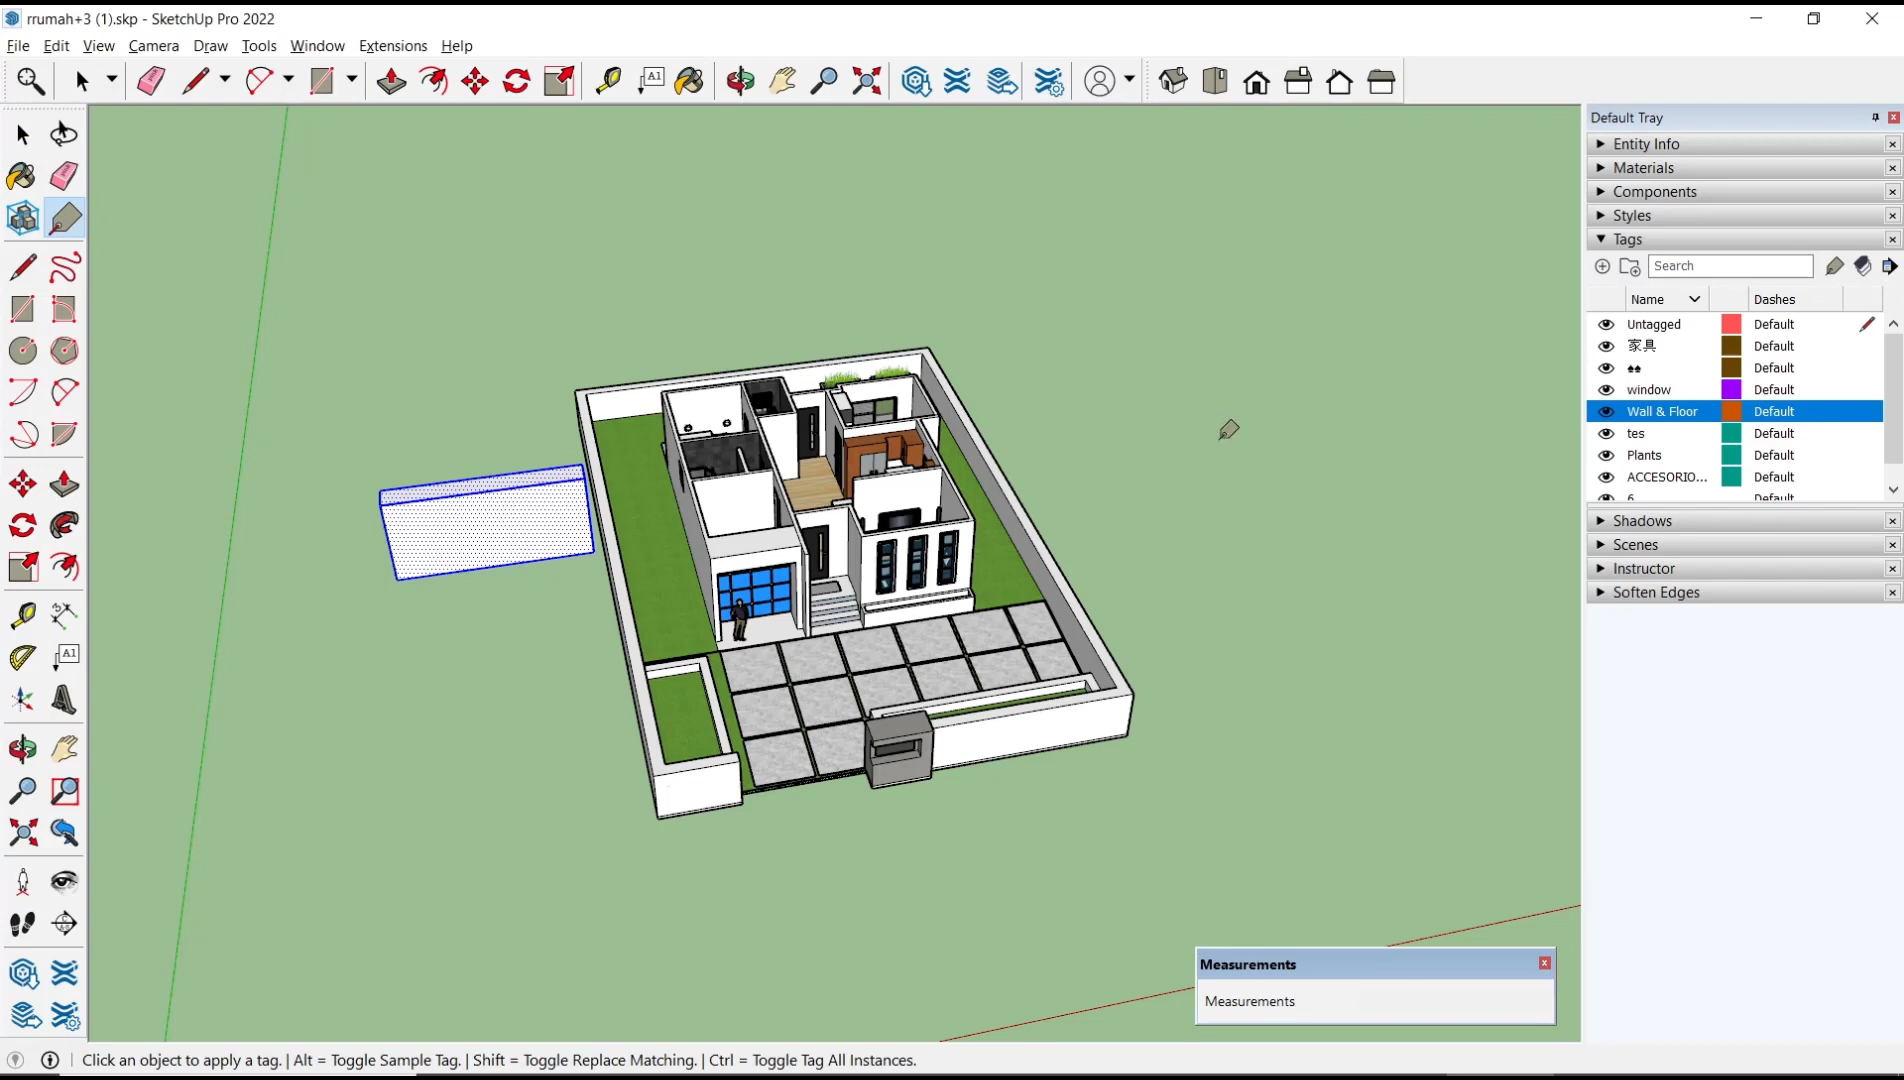 rrumah+3 (1).skp - SketchUp Pro 2022
File Edit View Camera Draw Tools Window Extensions Help
A1
Default Tray
Entity Info
Materials
Components
Styles
Tags
Search
Name Dashes
Untagged Default
家具 Default
♠♠ Default
window Default
Wall & Floor Default
tes Default
Plants Default
ACCESORIO... Default
6 Default
Shadows
Scenes
Instructor
Soften Edges
A1
Measurements
Measurements
Click an object to apply a tag. | Alt = Toggle Sample Tag. | Shift = Toggle Replace Matching. | Ctrl = Toggle Tag All Instances.